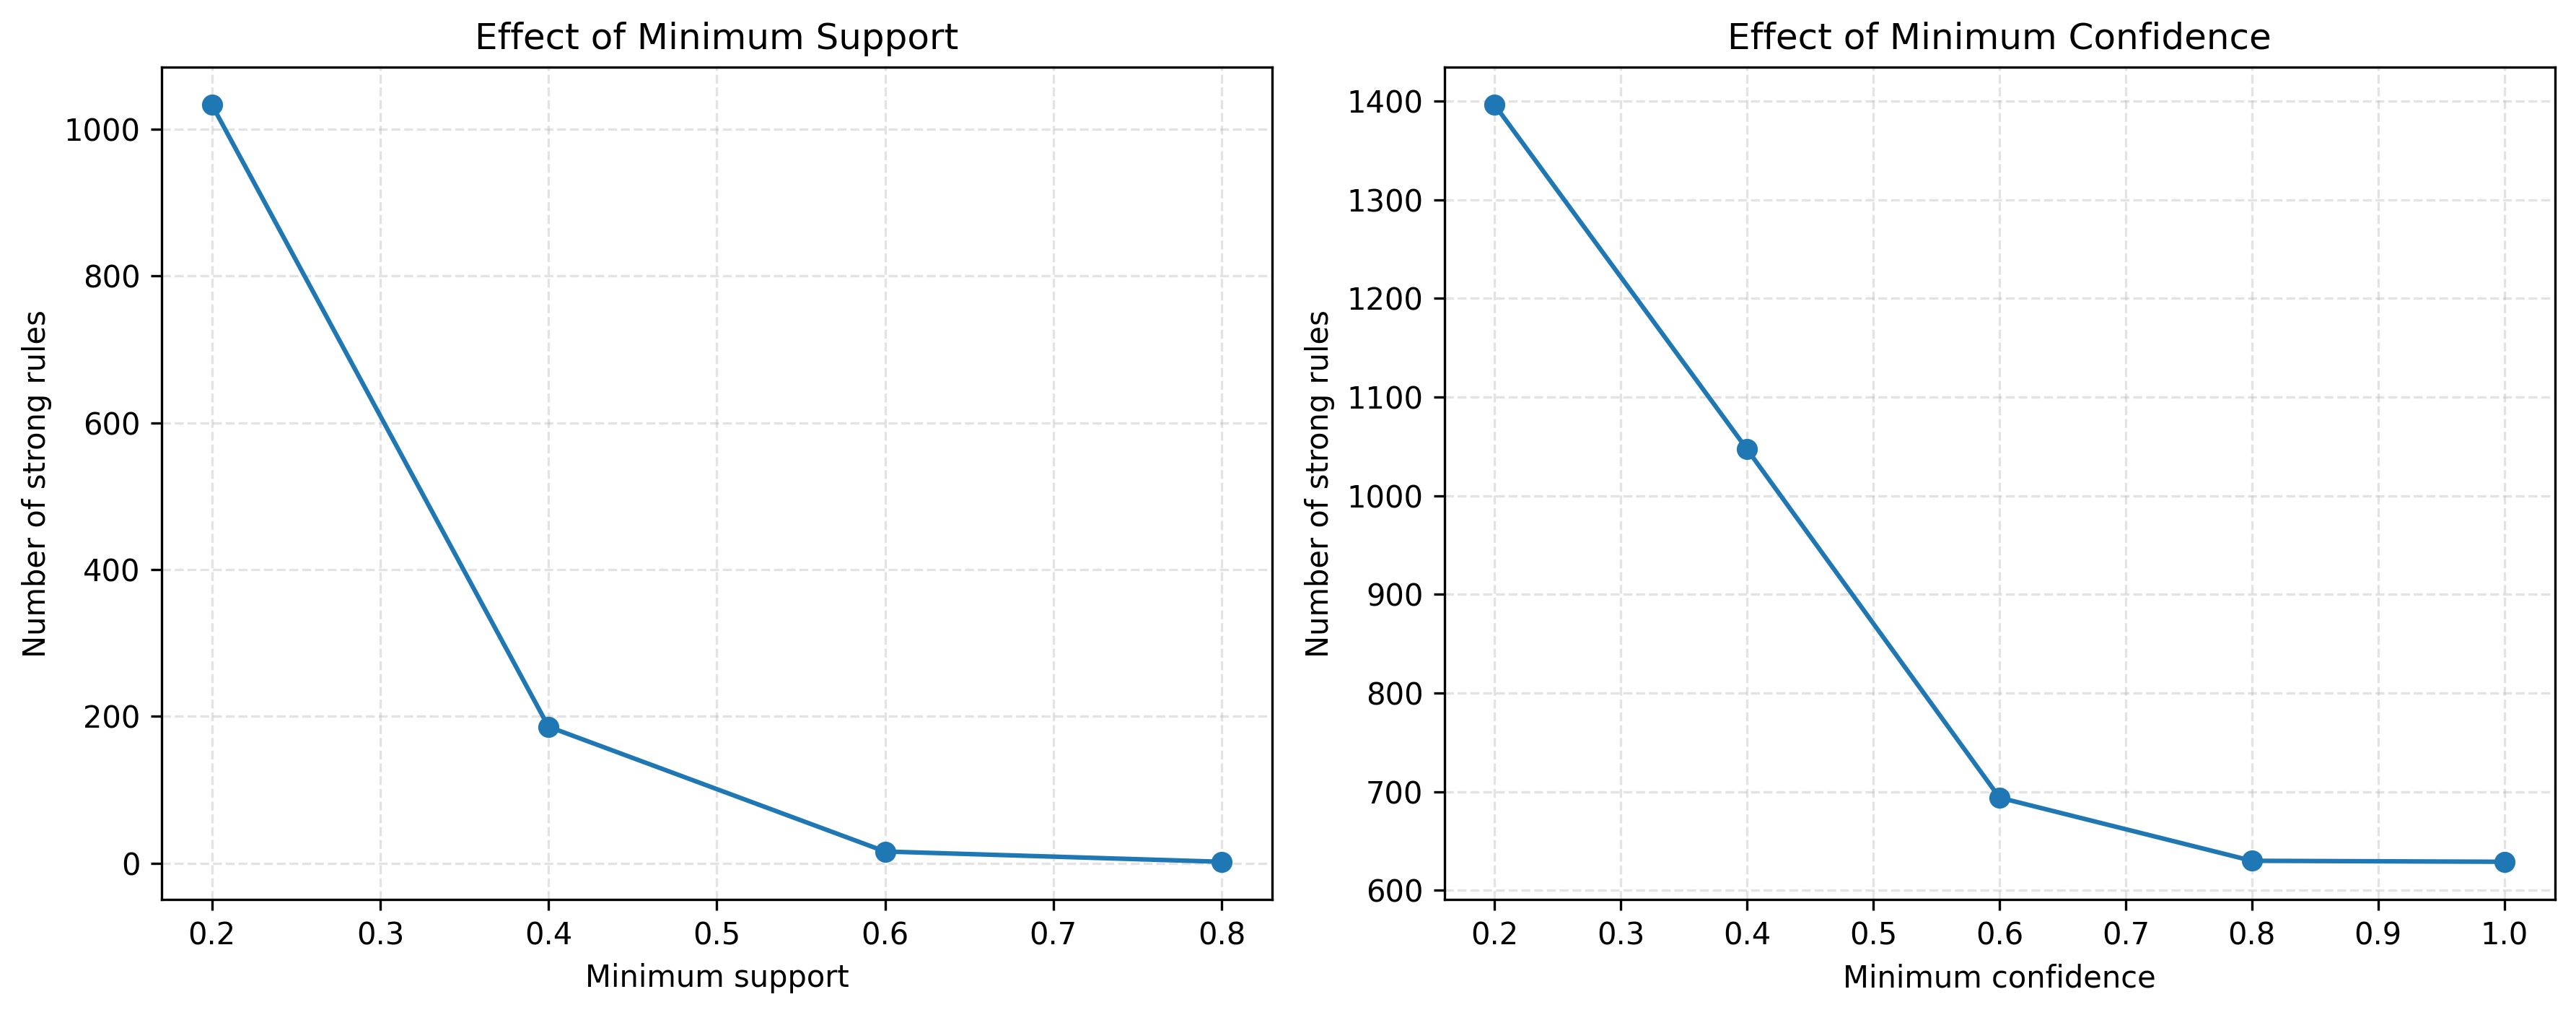 Effect of Minimum Support
1000
800
600
400
200
0
Number of strong rules
0.2 0.3 0.4 0.5 0.6 0.7 0.8
Minimum support
Effect of Minimum Confidence
1400
1300
1200
1100
1000
900
800
700
600
Number of strong rules
0.2 0.3 0.4 0.5 0.6 0.7 0.8 0.9 1.0
Minimum confidence